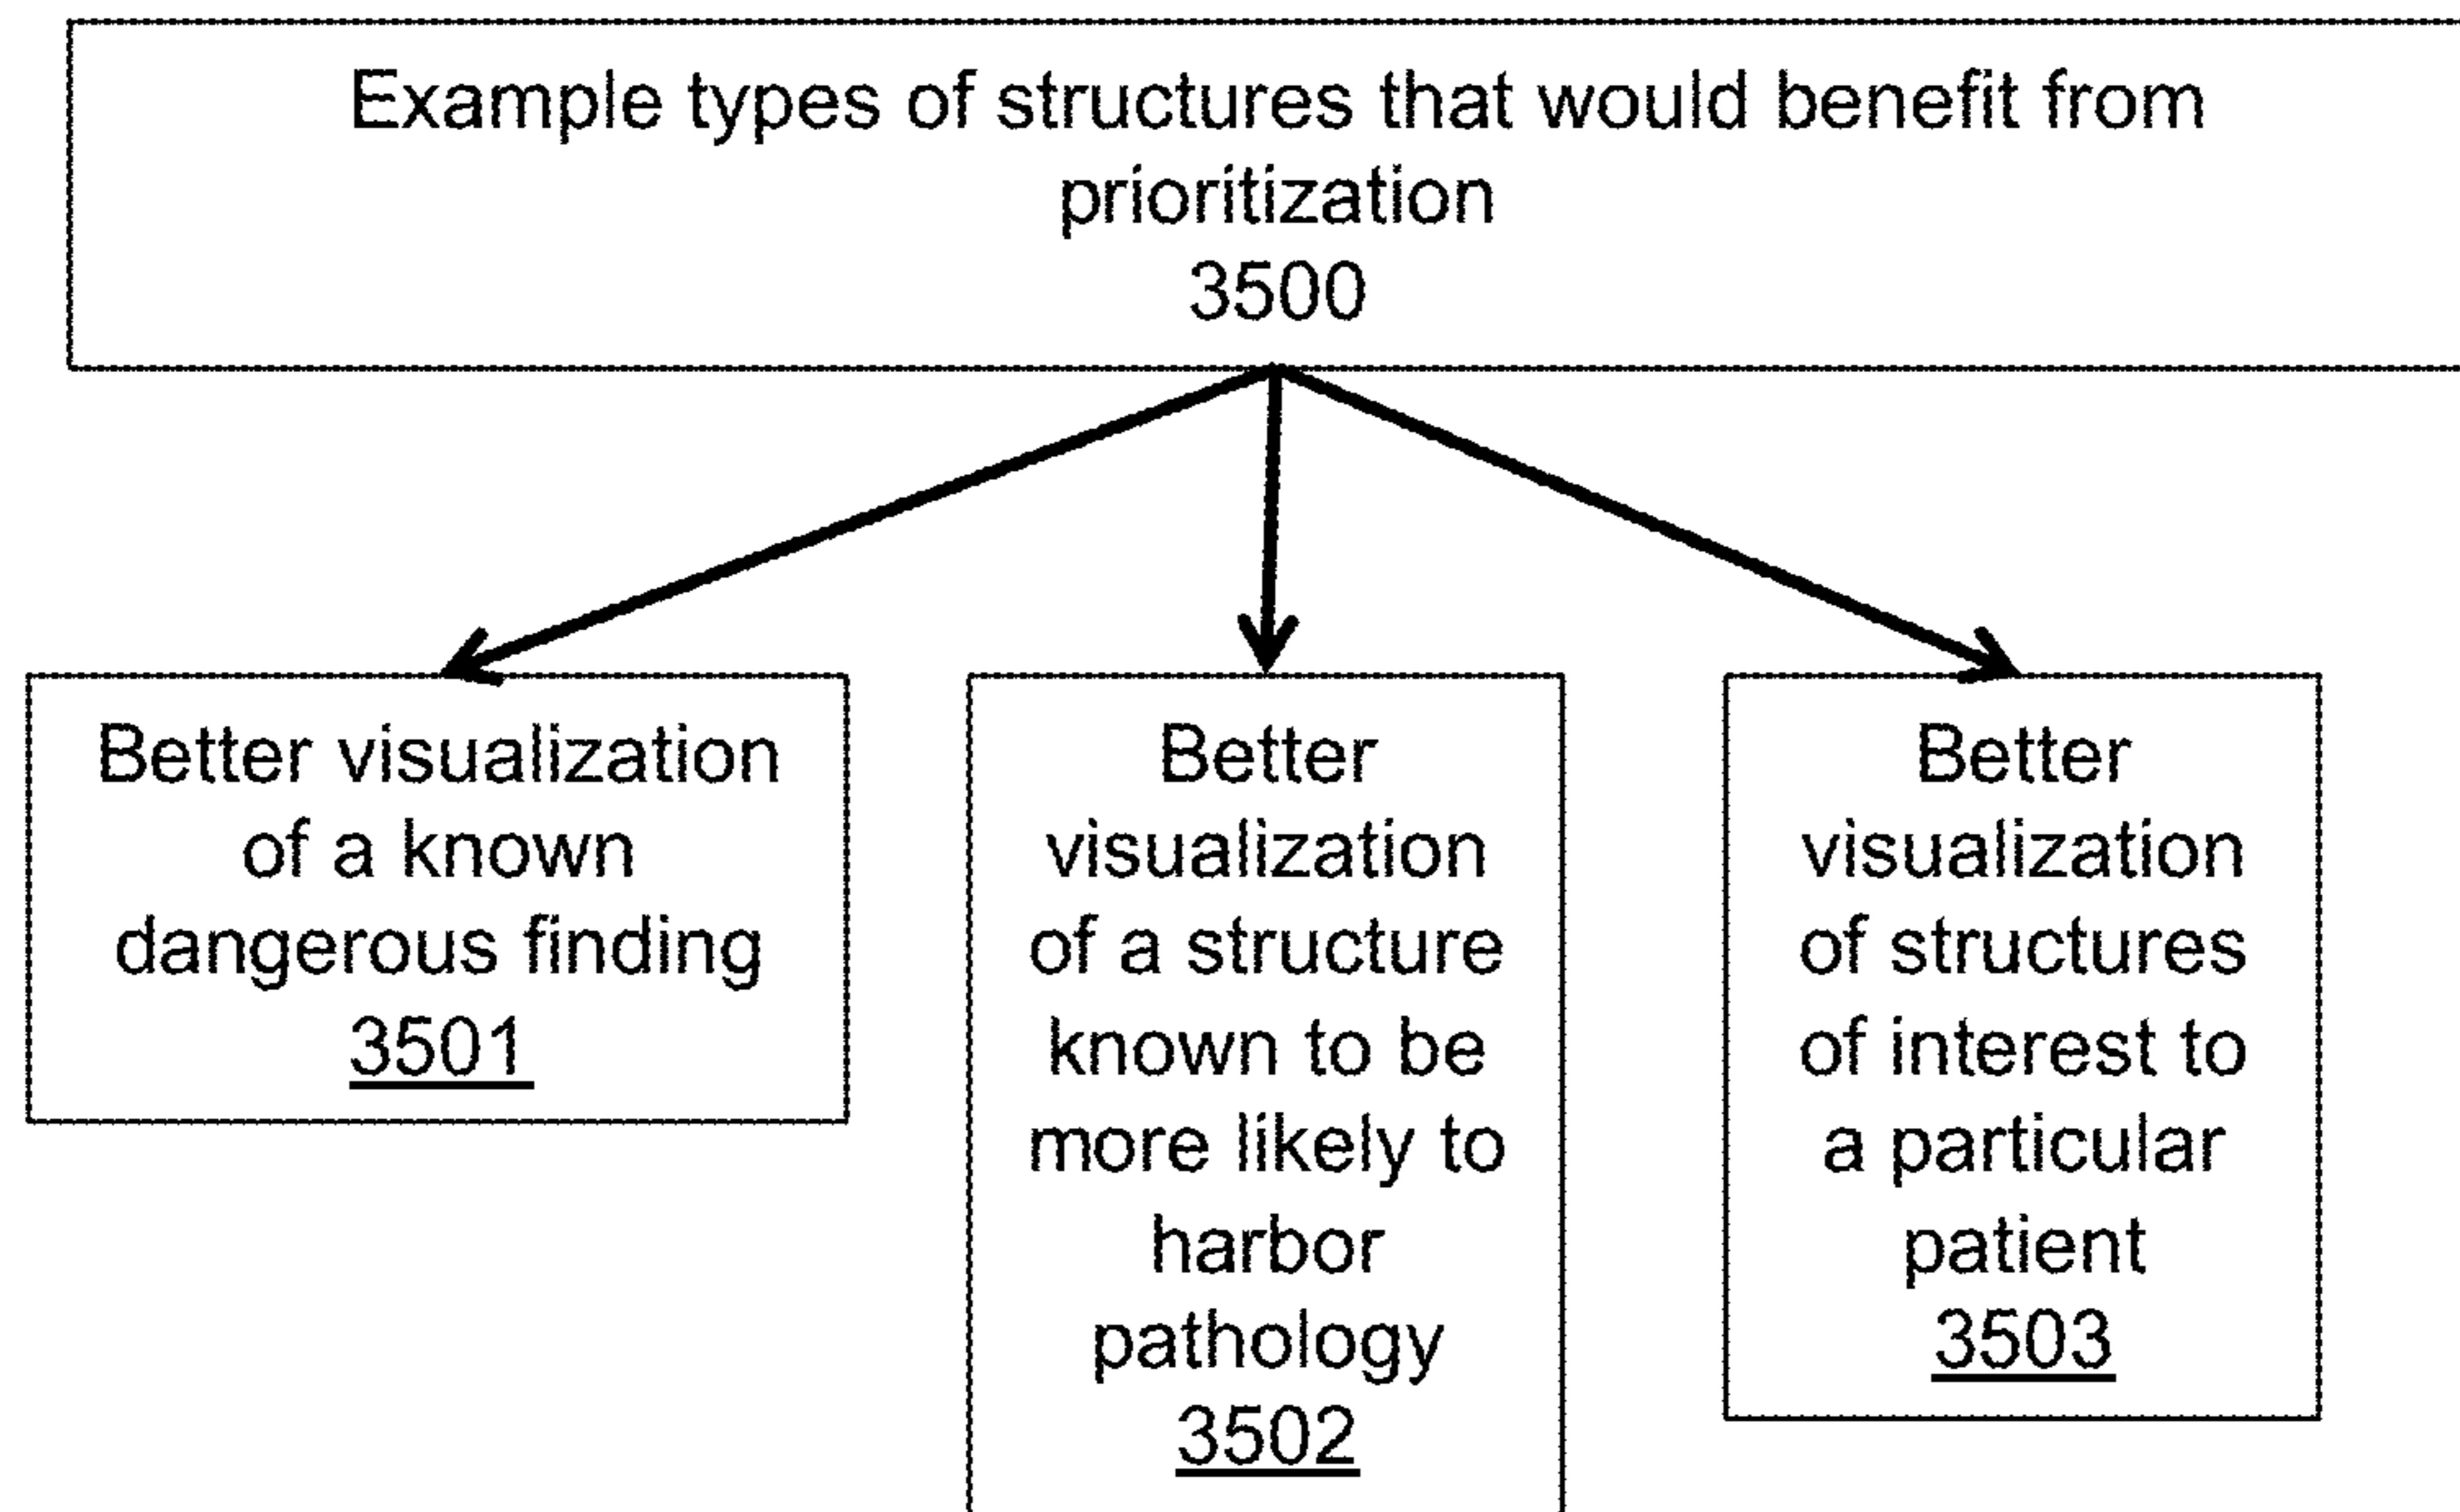 Example types of structures that would benefit from
prioritization
3500
Better visualization
of a known
dangerous finding
3501
Better
visualization
of a structure
known to be
more likely to
harbor
pathology
3502
Better
visualization
of structures
of interest to
a particular
patient
3503